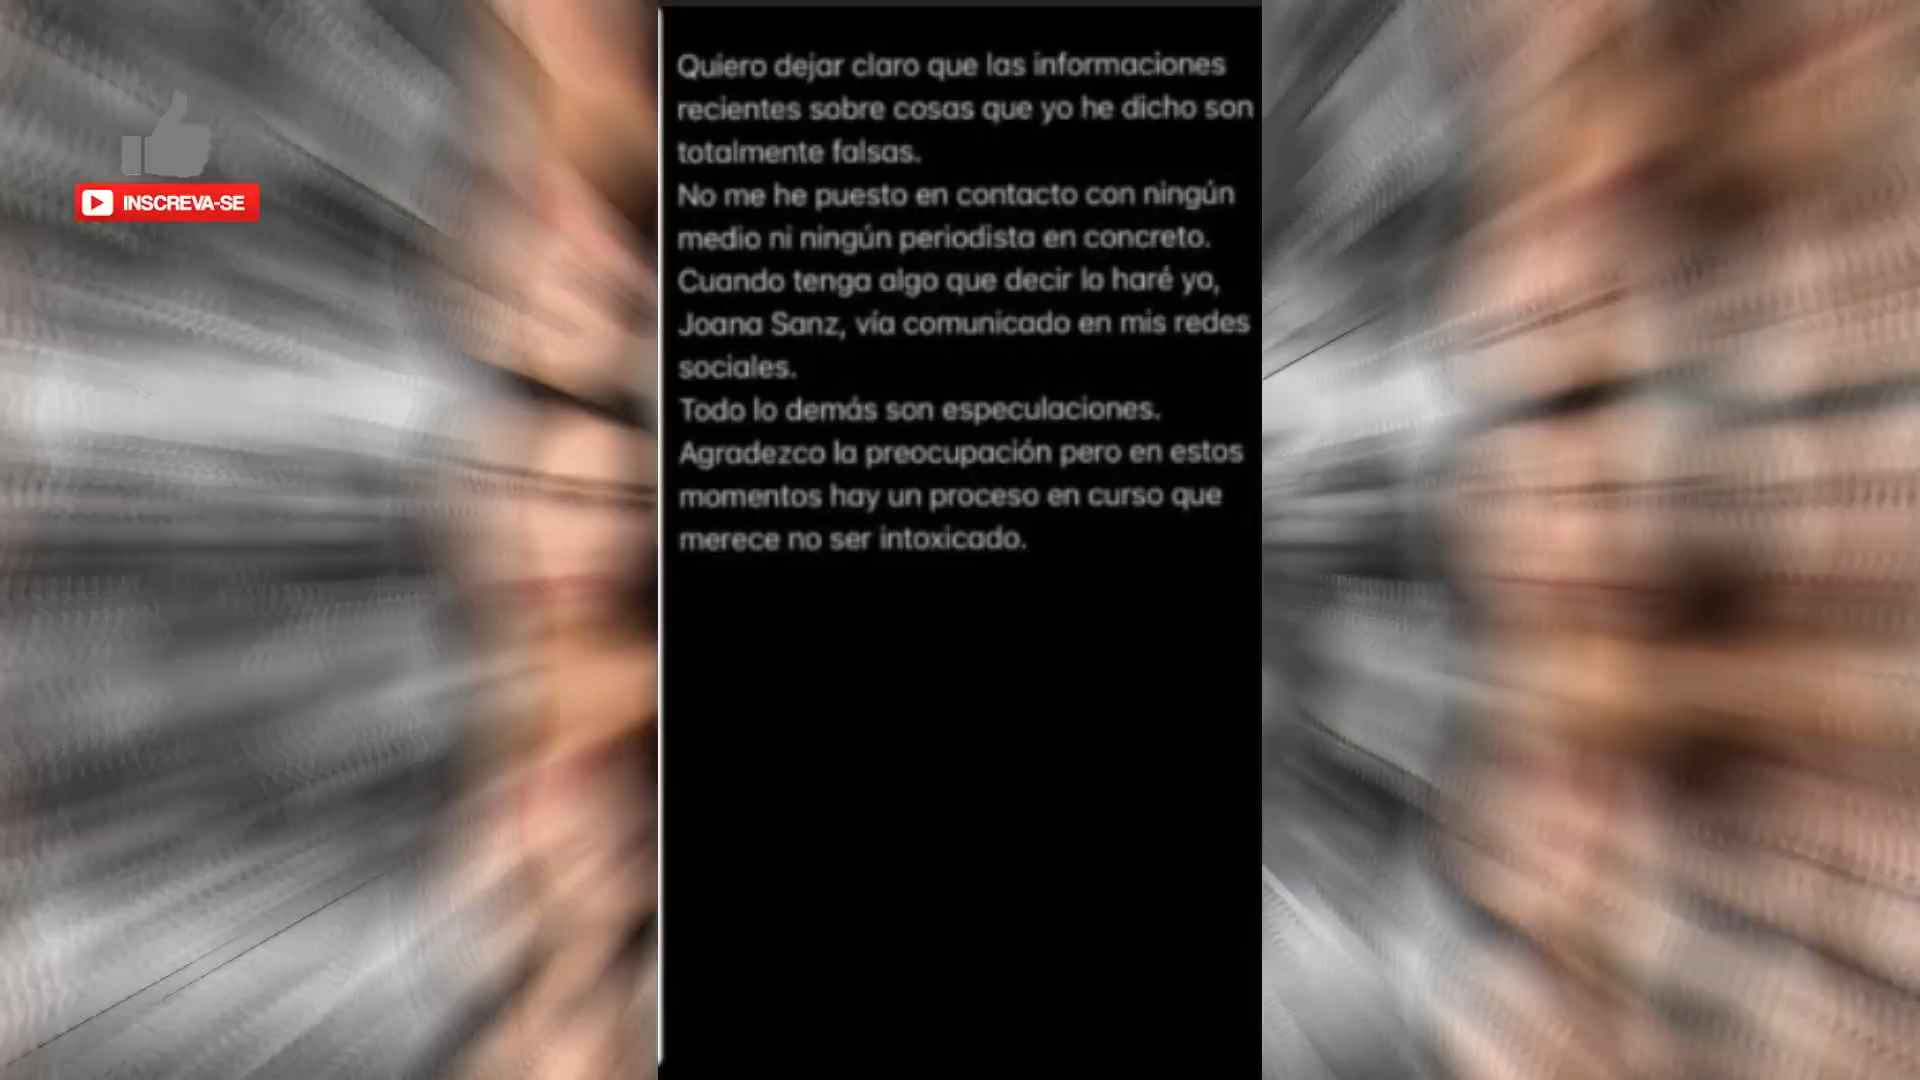 Quiero dejar claro que las informaciones
recientes sobre cosas que yo he dicho son
totalmente falsas.
No me he puesto en contacto con ningún
medio ni ningún periodista en concreto.
Cuando tenga algo que decir lo haré yo,
Joana Sanz, vía comunicado en mis redes
sociales.
Todo lo demás son especulaciones.
Agradezco la preocupación pero en estos
momentos hay un proceso en curso que
merece no ser intoxicado.
INSCREVA-SE